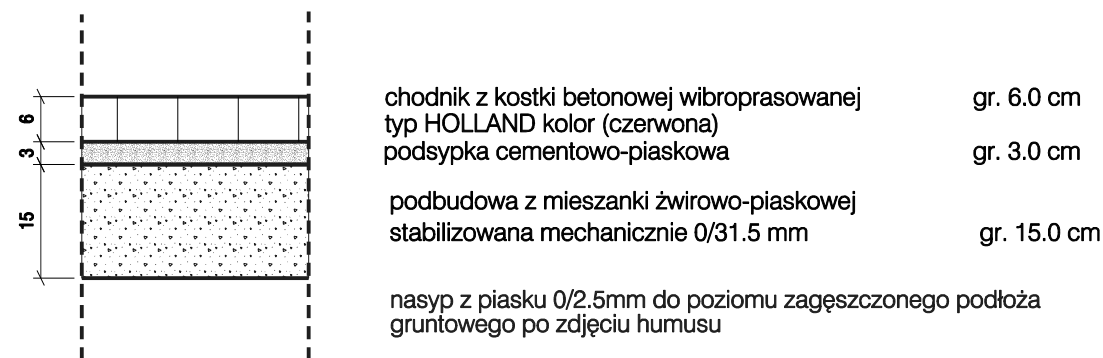 6
chodnik z kostki betonowej wibroprasowanej gr. 6.0 cm
typ HOLLAND kolor (czerwona)
3
podsypka cementowo-piaskowa gr. 3.0 cm
15
podbudowa z mieszanki żwirowo-piaskowej
stabilizowana mechanicznie 0/31.5 mm gr. 15.0 cm
nasyp z piasku 0/2.5mm do poziomu zagęszczonego podłoża
gruntowego po zdjęciu humusu